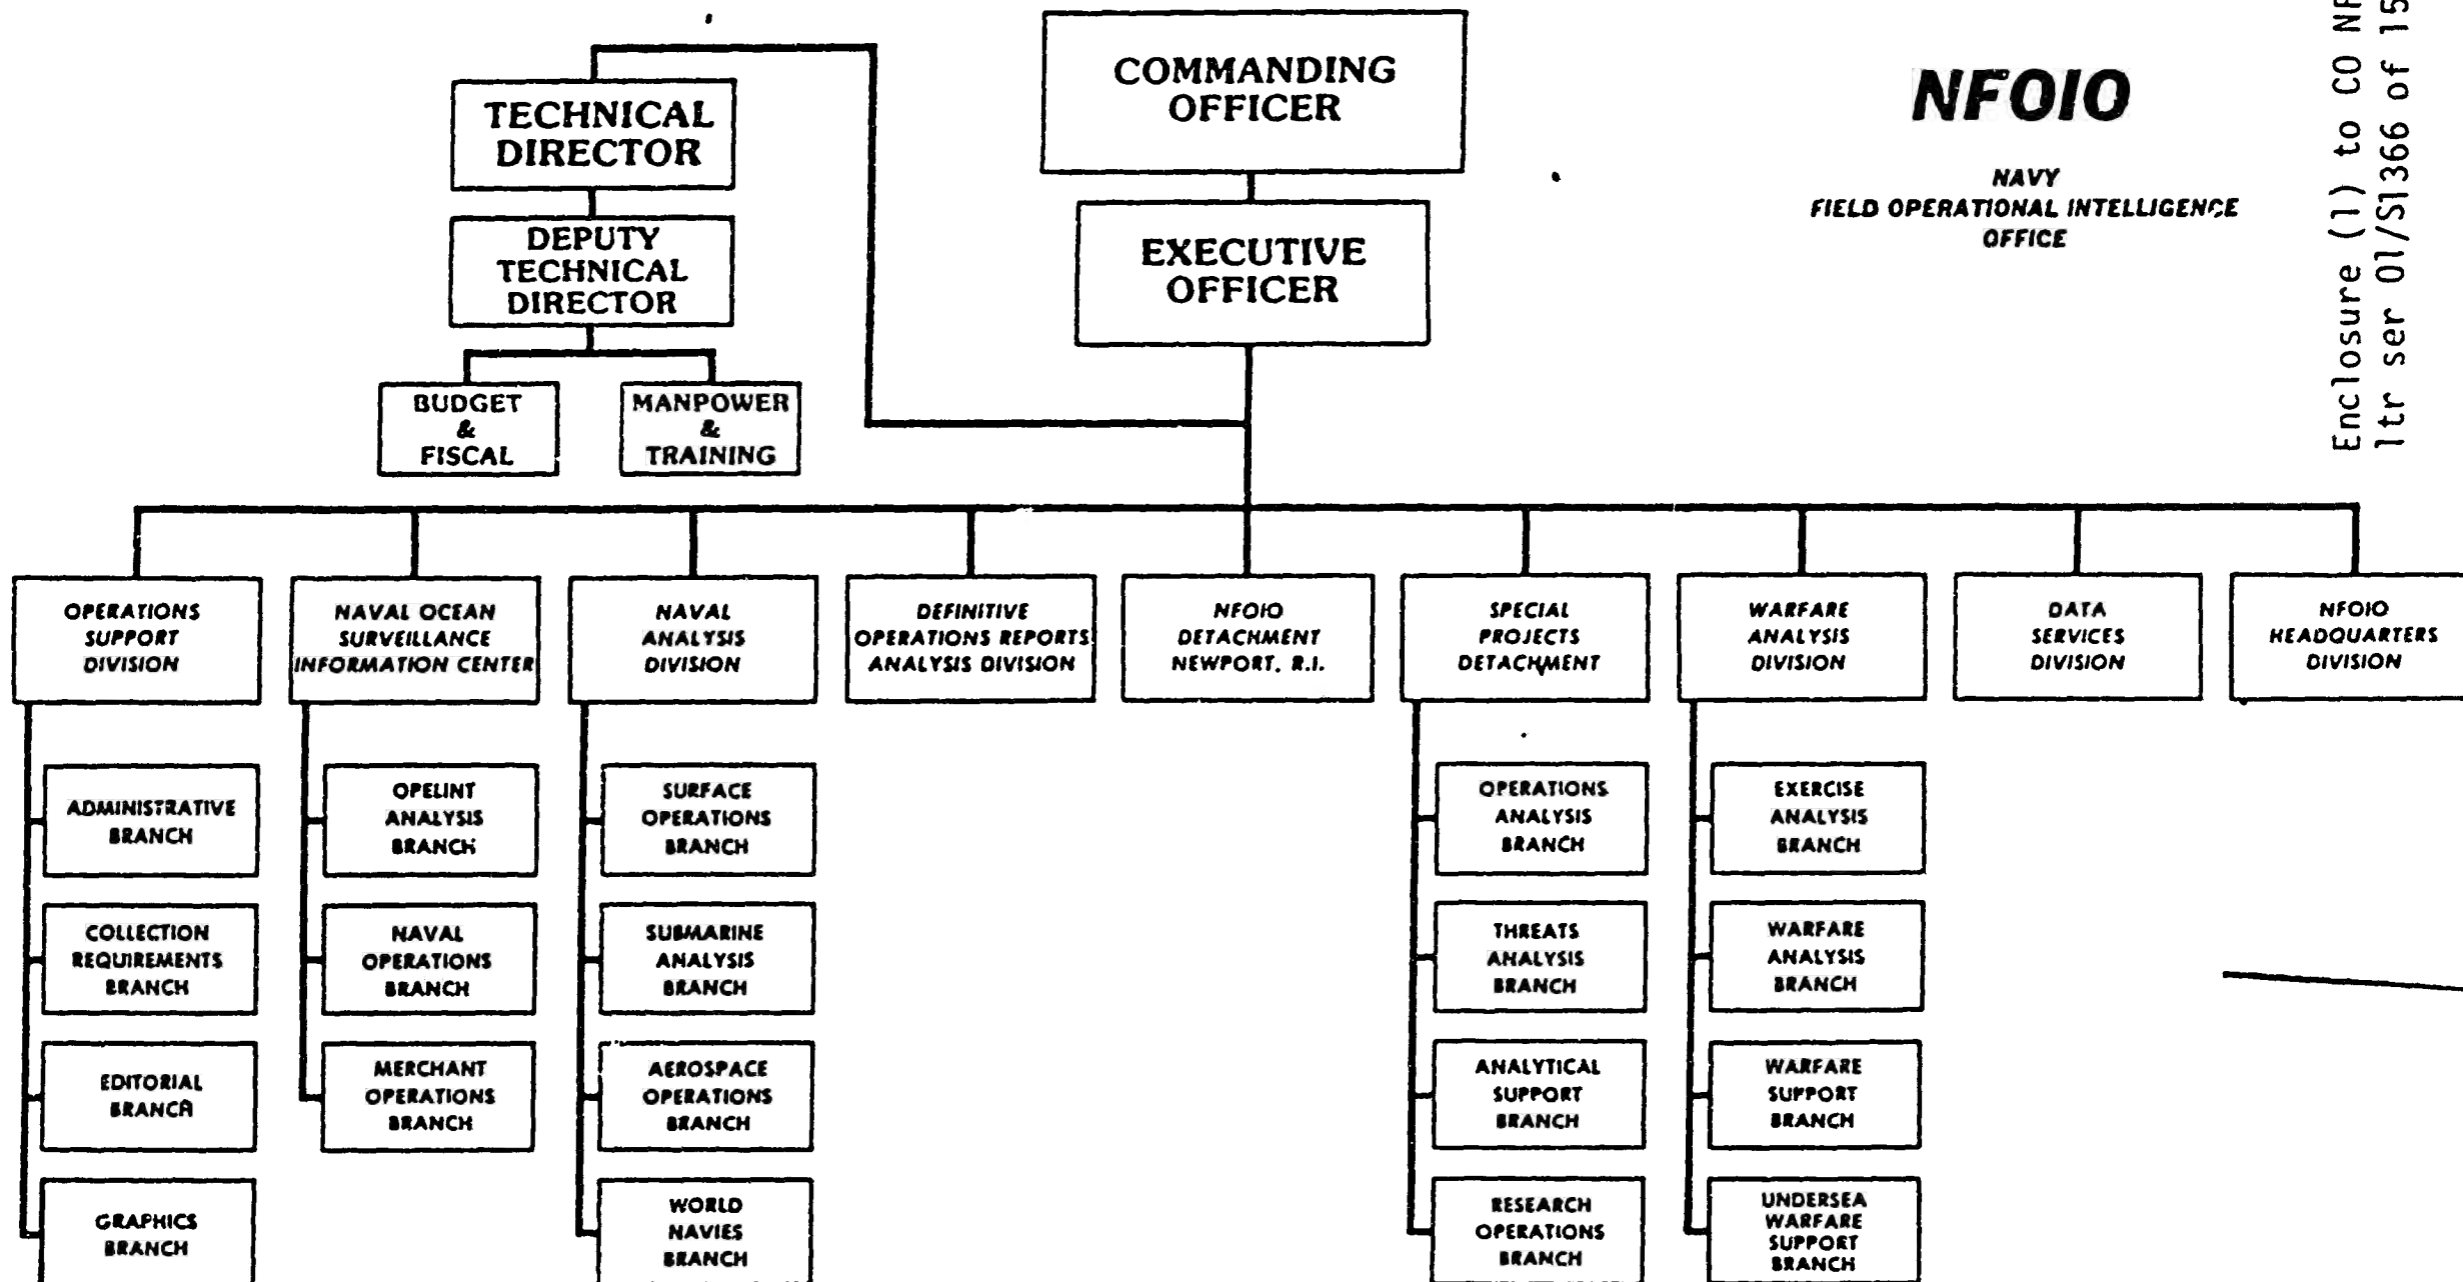 COMMANDING
OFFICER
EXECUTIVE
OFFICER
TECHNICAL
DIRECTOR
DEPUTY
TECHNICAL
DIRECTOR
BUDGET
&
FISCAL
MANPOWER
&
TRAINING
NFOIO
NAVY
FIELD OPERATIONAL INTELLIGENCE
OFFICE
Enclosure (1) to CO
ltr ser 01/S1366 of 15
OPERATIONS
SUPPORT
DIVISION
ADMINISTRATIVE
BRANCH
COLLECTION
REQUIREMENTS
BRANCH
EDITORIAL
BRANCH
GRAPHICS
BRANCH
NAVAL OCEAN
SURVEILLANCE
INFORMATION CENTER
OPELINT
ANALYSIS
BRANCH
NAVAL
OPERATIONS
BRANCH
MERCHANT
OPERATIONS
BRANCH
NAVAL
ANALYSIS
DIVISION
SURFACE
OPERATIONS
BRANCH
SUBMARINE
ANALYSIS
BRANCH
AEROSPACE
OPERATIONS
BRANCH
WORLD
NAVIES
BRANCH
DEFINITIVE
OPERATIONS REPORTS
ANALYSIS DIVISION
NFOIO
DETACHMENT
NEWPORT. R.I.
SPECIAL
PROJECTS
DETACHMENT
OPERATIONS
ANALYSIS
BRANCH
THREATS
ANALYSIS
BRANCH
ANALYTICAL
SUPPORT
BRANCH
RESEARCH
OPERATIONS
BRANCH
WARFARE
ANALYSIS
DIVISION
EXERCISE
ANALYSIS
BRANCH
WARFARE
ANALYSIS
BRANCH
WARFARE
SUPPORT
BRANCH
UNDERSEA
WARFARE
SUPPORT
BRANCH
DATA
SERVICES
DIVISION
NFOIO
HEADQUARTERS
DIVISION